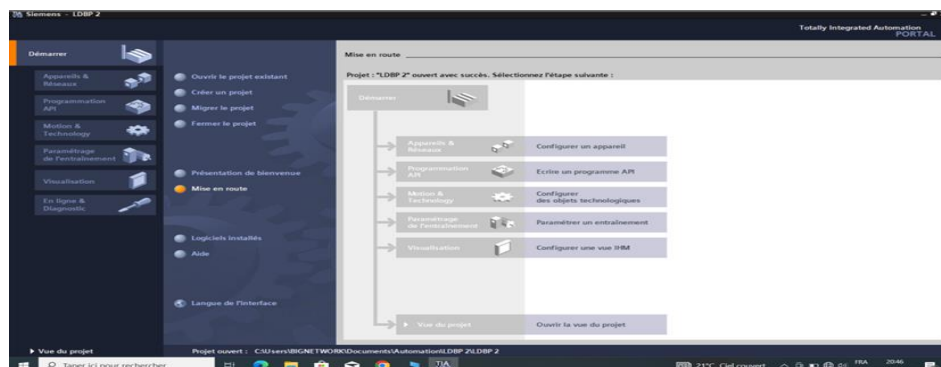 Siemens - LDBP 2
Totally Integrated Automation
PORTAL
Démarrer
Appareils &
Réseaux
Programmation
API
Motion &
Technology
Paramétrage
de l'entraînement
Visualisation
En ligne &
Diagnostic
Ouvrir le projet existant
Créer un projet
Migrer le projet
Fermer le projet
Présentation de bienvenue
Mise en route
Logiciels installés
Aide
Langue de l'interface
Mise en route
Projet : "LDBP 2" ouvert avec succès. Sélectionnez l'étape suivante :
Démarrer
Appareils &
Réseaux
Configurer un appareil
Programmation
API
Ecrire un programme API
Motion &
Technology
Configurer
des objets technologiques
Paramétrage
de l'entraînement
Paramétrer un entraînement
Visualisation
Configurer une vue IHM
Vue du projet
Ouvrir la vue du projet
Vue du projet
Projet ouvert : C:\Users\BIGNETWORK\Documents\Automation\LDBP 2\LDBP 2
Taper ici pour rechercher
TIA
21°C Ciel couvert
FRA
20:46